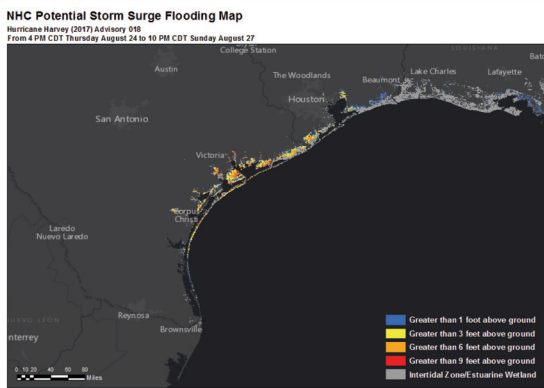 NHC Potential Storm Surge Flooding Map
Hurricane Harvey (2017) Advisory 018
From 4 PM CDT Thursday August 24 to 10 PM CDT Sunday August 27
LOUISIANA
College Station
Austin
The Woodlands
Beaumont
Lake Charles
Lafayette
Houston
San Antonio
Victoria
Corpus
Christi
Laredo
Nuevo Laredo
Reynosa
Brownsville
nterrey
Greater than 1 foot above ground
Greater than 3 feet above ground
Greater than 6 feet above ground
Greater than 9 feet above ground
Intertidal Zone/Estuarine Wetland
0 10 20 40 60 80
Miles